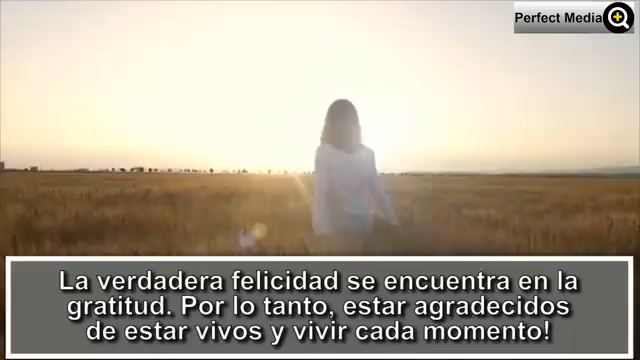 Perfect Media
La verdadera felicidad se encuentra en la
gratitud. Por lo tanto, estar agradecidos
de estar vivos y vivir cada momento!